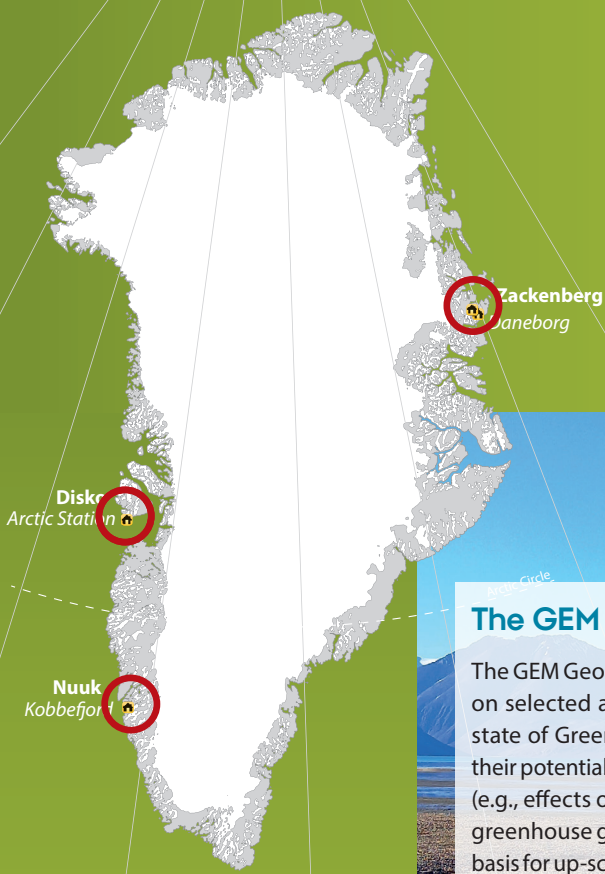 Zackenberg
Daneborg
Disko
Arctic Station
Arctic Circle
Nuuk
Kobbefjord
The GEM
The GEM Geo
on selected a
state of Green
their potential
(e.g., effects o
greenhouse g
basis for up-sc